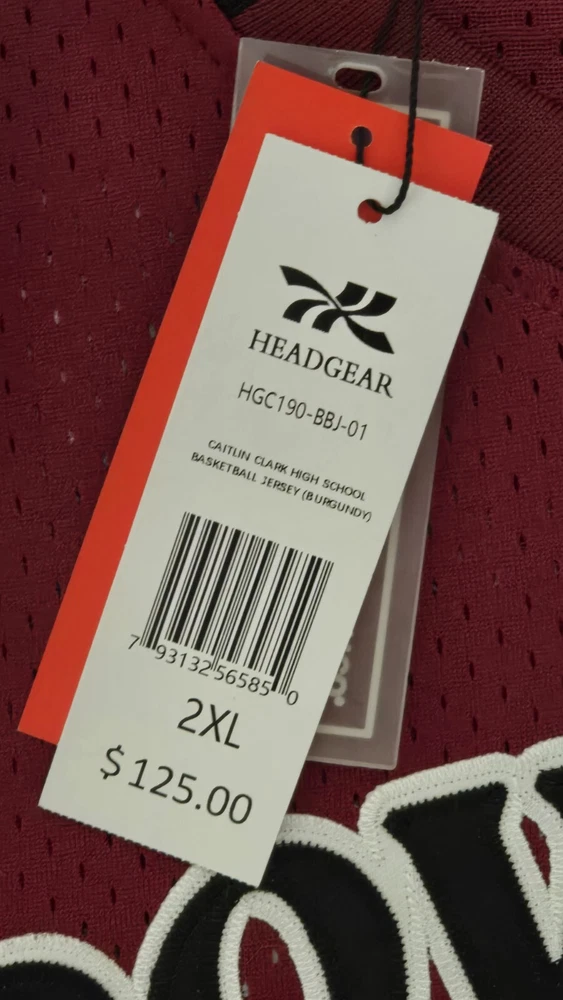 HEADGEAR
HGC190-BBJ-01
CAITLIN CLARK HIGH SCHOOL
BASKETBALL JERSEY (BURGUNDY)
7 93132 56585 0
2XL
$125.00